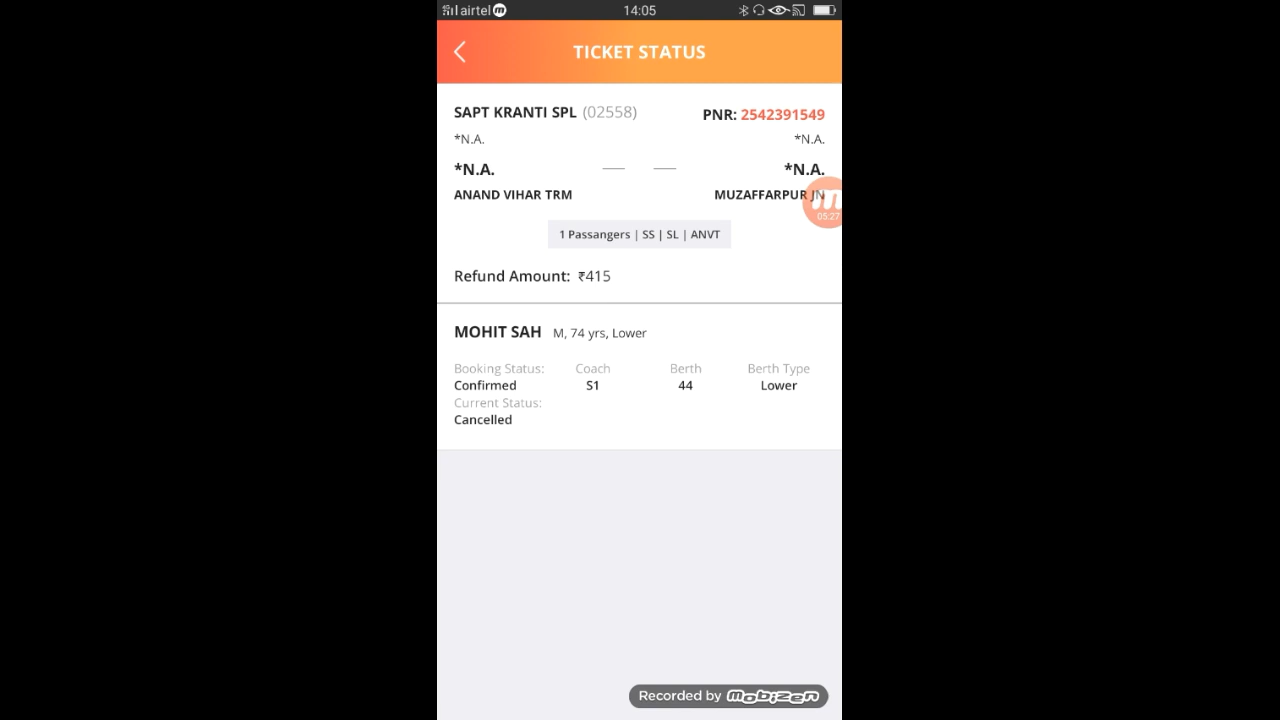 airtel 14:05
TICKET STATUS
SAPT KRANTI SPL (02558) PNR: 2542391549
*N.A. *N.A.
*N.A. — — *N.A.
ANAND VIHAR TRM MUZAFFARPUR JN
05:27
1 Passangers | SS | SL | ANVT
Refund Amount: ₹415
MOHIT SAH M, 74 yrs, Lower
Booking Status: Coach Berth Berth Type
Confirmed S1 44 Lower
Current Status:
Cancelled
Recorded by mobizen